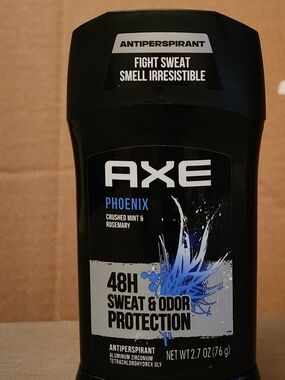 ANTIPERSPIRANT
FIGHT SWEAT
SMELL IRRESISTIBLE
AXE
PHOENIX
CRUSHED MINT &
ROSEMARY
48H
SWEAT & ODOR
PROTECTION
ANTIPERSPIRANT
ALUMINUM ZIRCONIUM
TETRACHLOROHYDREX GLY
NET WT 2.7 OZ (76 g)